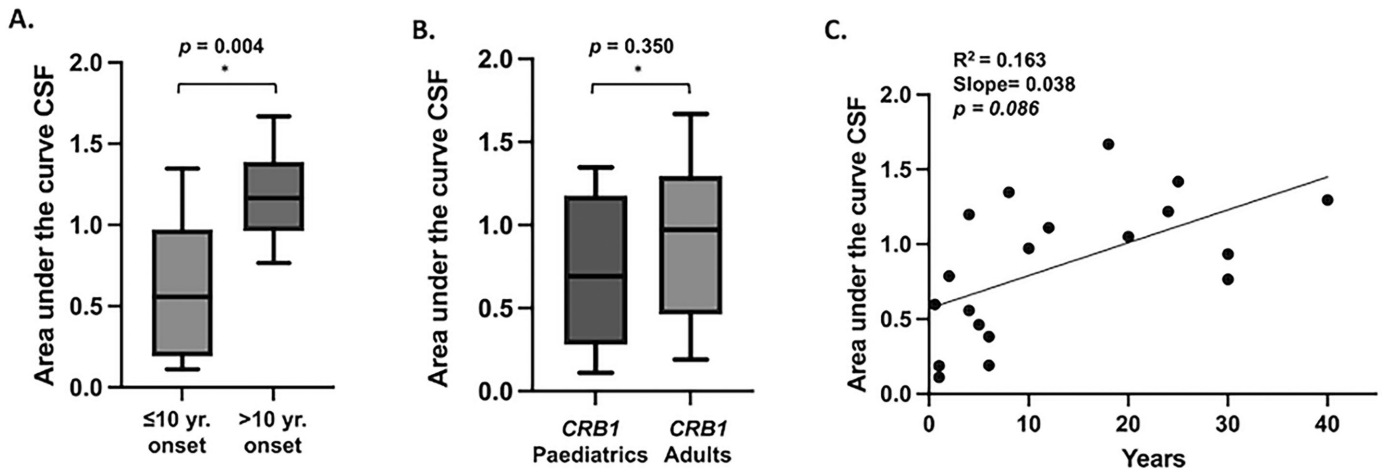 A.
p = 0.004
*
Area under the curve CSF
2.0
1.5
1.0
0.5
0.0
≤10 yr.
onset
>10 yr.
onset
B.
p = 0.350
*
Area under the curve CSF
2.0
1.5
1.0
0.5
0.0
CRB1
Paediatrics
CRB1
Adults
C.
R² = 0.163
Slope= 0.038
p = 0.086
Area under the curve CSF
2.0
1.5
1.0
0.5
0.0
0 10 20 30 40
Years